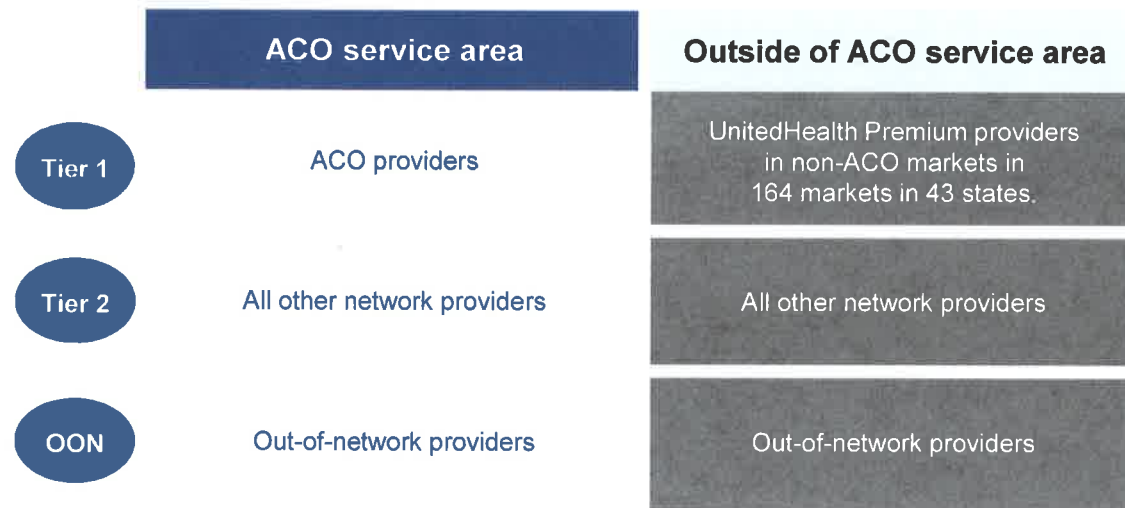 ACO service area
Outside of ACO service area
Tier 1
ACO providers
UnitedHealth Premium providers
in non-ACO markets in
164 markets in 43 states.
Tier 2
All other network providers
All other network providers
OON
Out-of-network providers
Out-of-network providers